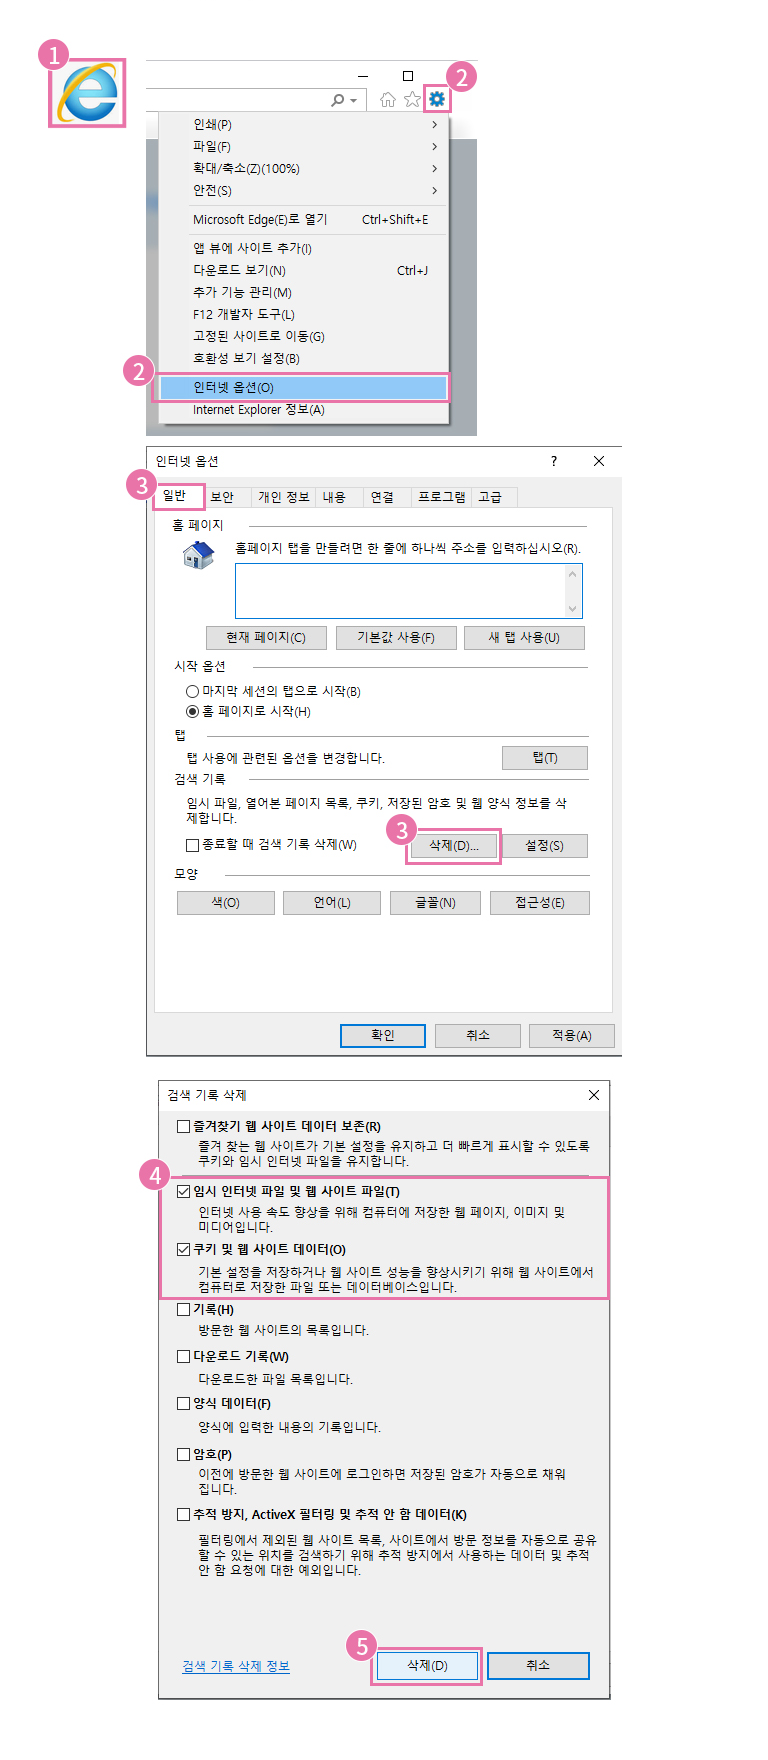 1
2
인쇄(P)
파일(F)
확대/축소(Z)(100%)
안전(S)
Microsoft Edge(E)로 열기 Ctrl+Shift+E
앱 뷰에 사이트 추가(I)
다운로드 보기(N) Ctrl+J
추가 기능 관리(M)
F12 개발자 도구(L)
고정된 사이트로 이동(G)
호환성 보기 설정(B)
2
인터넷 옵션(O)
Internet Explorer 정보(A)
인터넷 옵션 ?
3
일반 보안 개인 정보 내용 연결 프로그램 고급
홈 페이지
홈페이지 탭을 만들려면 한 줄에 하나씩 주소를 입력하십시오(R).
현재 페이지(C) 기본값 사용(F) 새 탭 사용(U)
시작 옵션
마지막 세션의 탭으로 시작(B)
홈 페이지로 시작(H)
탭
탭 사용에 관련된 옵션을 변경합니다. 탭(T)
검색 기록
임시 파일, 열어본 페이지 목록, 쿠키, 저장된 암호 및 웹 양식 정보를 삭
제합니다.
3
종료할 때 검색 기록 삭제(W) 삭제(D)... 설정(S)
모양
색(O) 언어(L) 글꼴(N) 접근성(E)
확인 취소 적용(A)
검색 기록 삭제
즐겨찾기 웹 사이트 데이터 보존(R)
즐겨 찾는 웹 사이트가 기본 설정을 유지하고 더 빠르게 표시할 수 있도록
쿠키와 임시 인터넷 파일을 유지합니다.
4
임시 인터넷 파일 및 웹 사이트 파일(T)
인터넷 사용 속도 향상을 위해 컴퓨터에 저장한 웹 페이지, 이미지 및
미디어입니다.
쿠키 및 웹 사이트 데이터(O)
기본 설정을 저장하거나 웹 사이트 성능을 향상시키기 위해 웹 사이트에서
컴퓨터로 저장한 파일 또는 데이터베이스입니다.
기록(H)
방문한 웹 사이트의 목록입니다.
다운로드 기록(W)
다운로드한 파일 목록입니다.
양식 데이터(F)
양식에 입력한 내용의 기록입니다.
암호(P)
이전에 방문한 웹 사이트에 로그인하면 저장된 암호가 자동으로 채워
집니다.
추적 방지, ActiveX 필터링 및 추적 안 함 데이터(K)
필터링에서 제외된 웹 사이트 목록, 사이트에서 방문 정보를 자동으로 공유
할 수 있는 위치를 검색하기 위해 추적 방지에서 사용하는 데이터 및 추적
안 함 요청에 대한 예외입니다.
5
검색 기록 삭제 정보 삭제(D) 취소